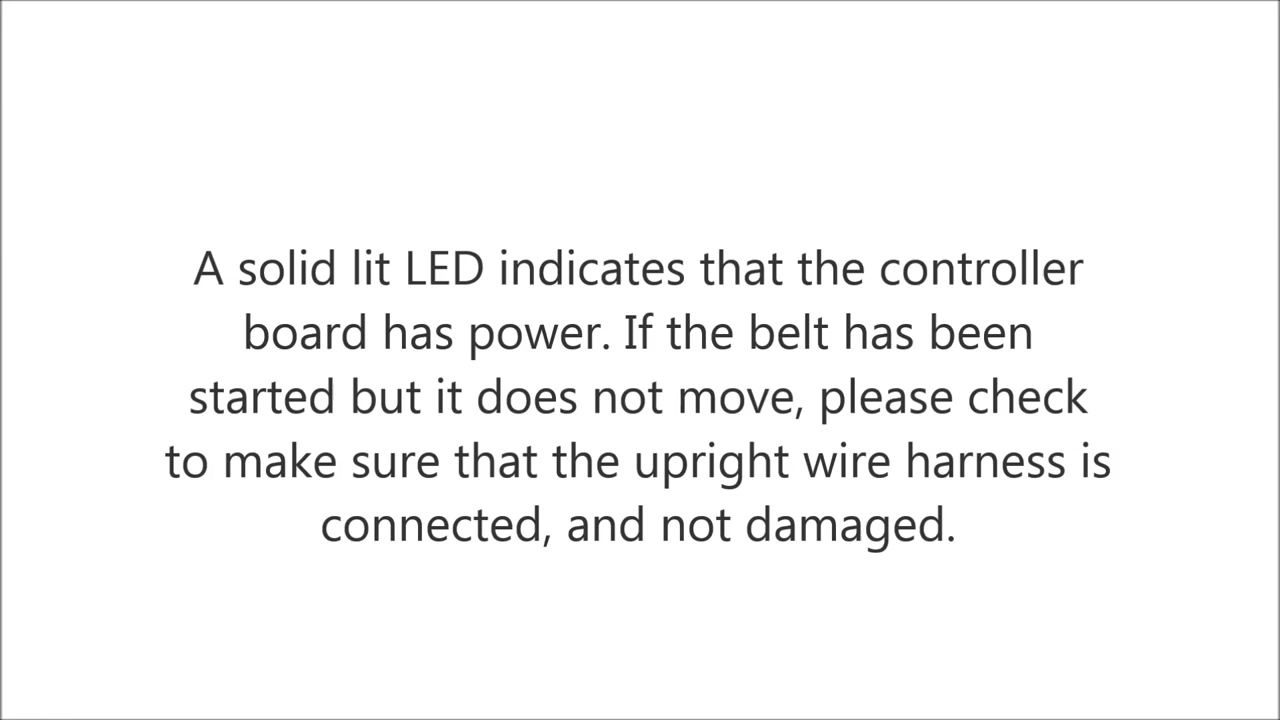 A solid lit LED indicates that the controller
board has power. If the belt has been
started but it does not move, please check
to make sure that the upright wire harness is
connected, and not damaged.